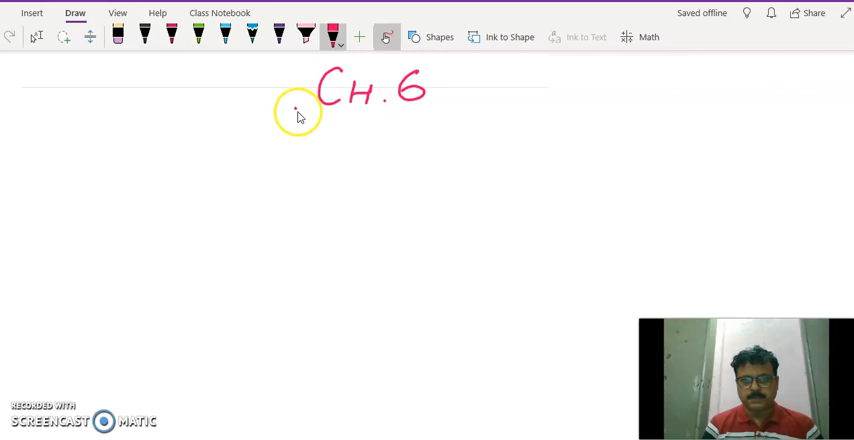 Insert Draw View Help Class Notebook Saved offline Share
Shapes Ink to Shape Ink to Text Math
CH. 6
RECORDED WITH
SCREENCAST MATIC